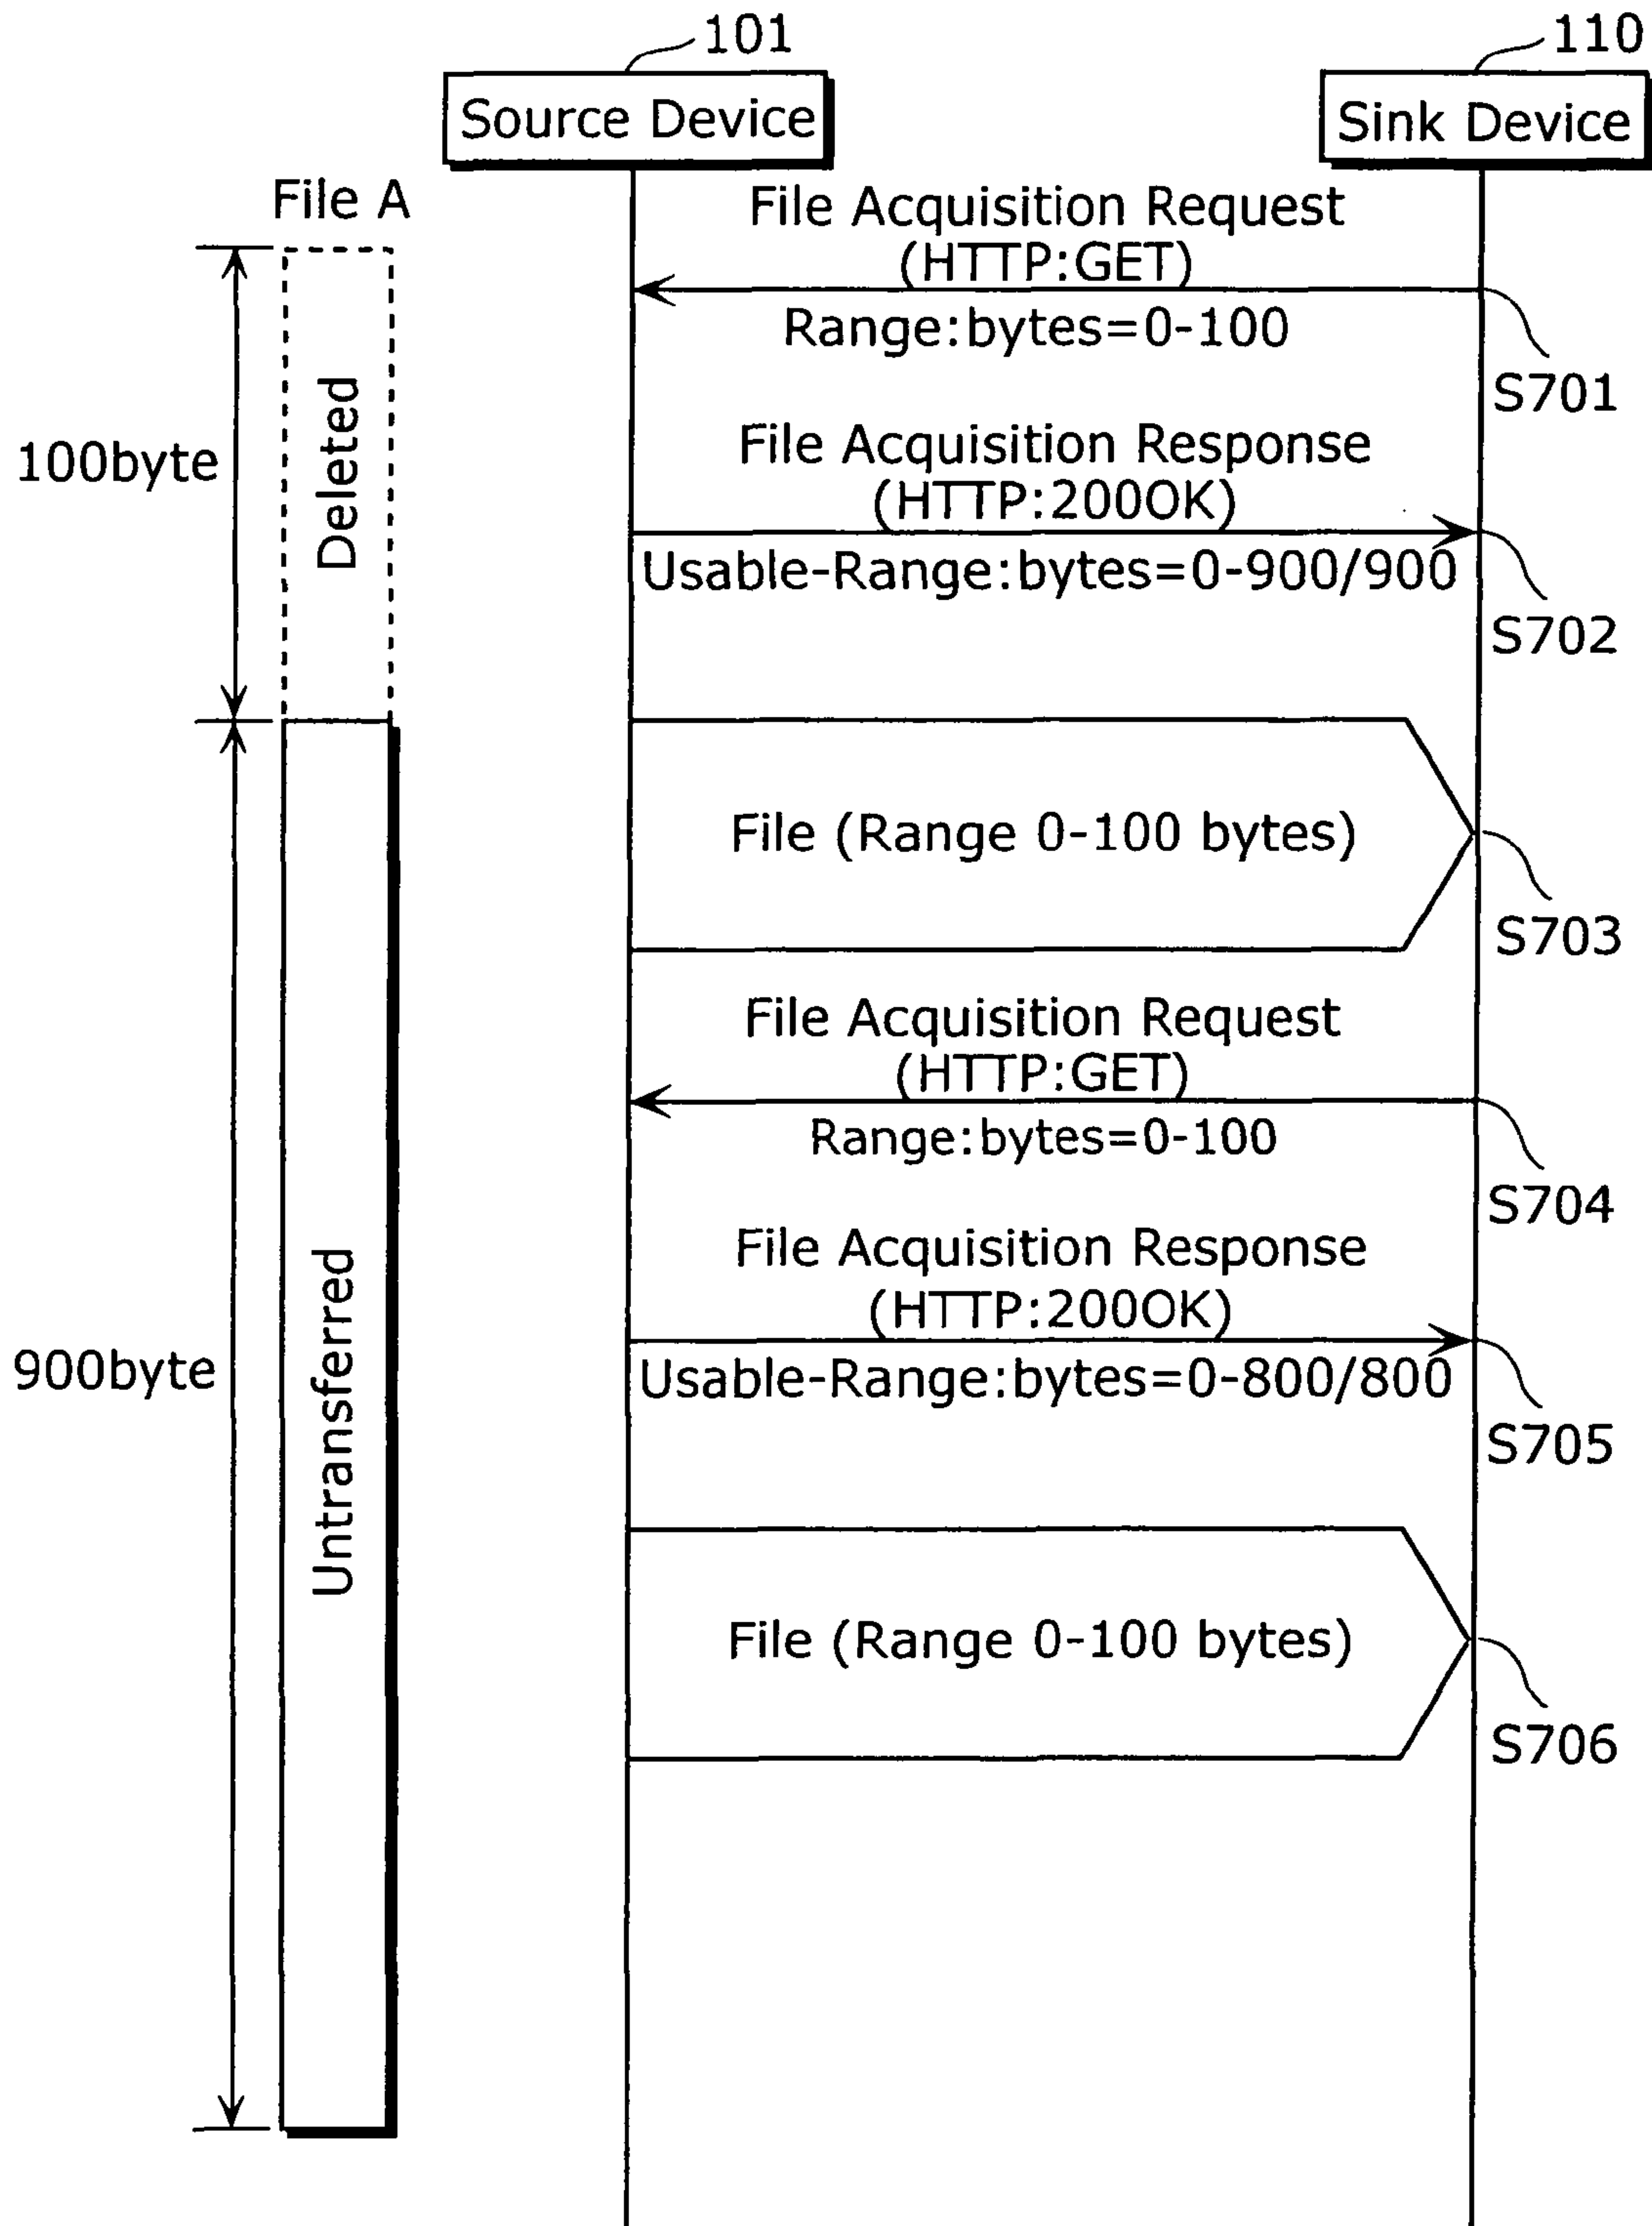 101
110
Source Device
Sink Device
File A
File Acquisition Request
(HTTP:GET)
Range:bytes=0-100
S701
Deleted
100byte
File Acquisition Response
(HTTP:200OK)
Usable-Range:bytes=0-900/900
S702
File (Range 0-100 bytes)
S703
File Acquisition Request
(HTTP:GET)
Range:bytes=0-100
S704
File Acquisition Response
(HTTP:200OK)
Usable-Range:bytes=0-800/800
S705
900byte
Untransferred
File (Range 0-100 bytes)
S706